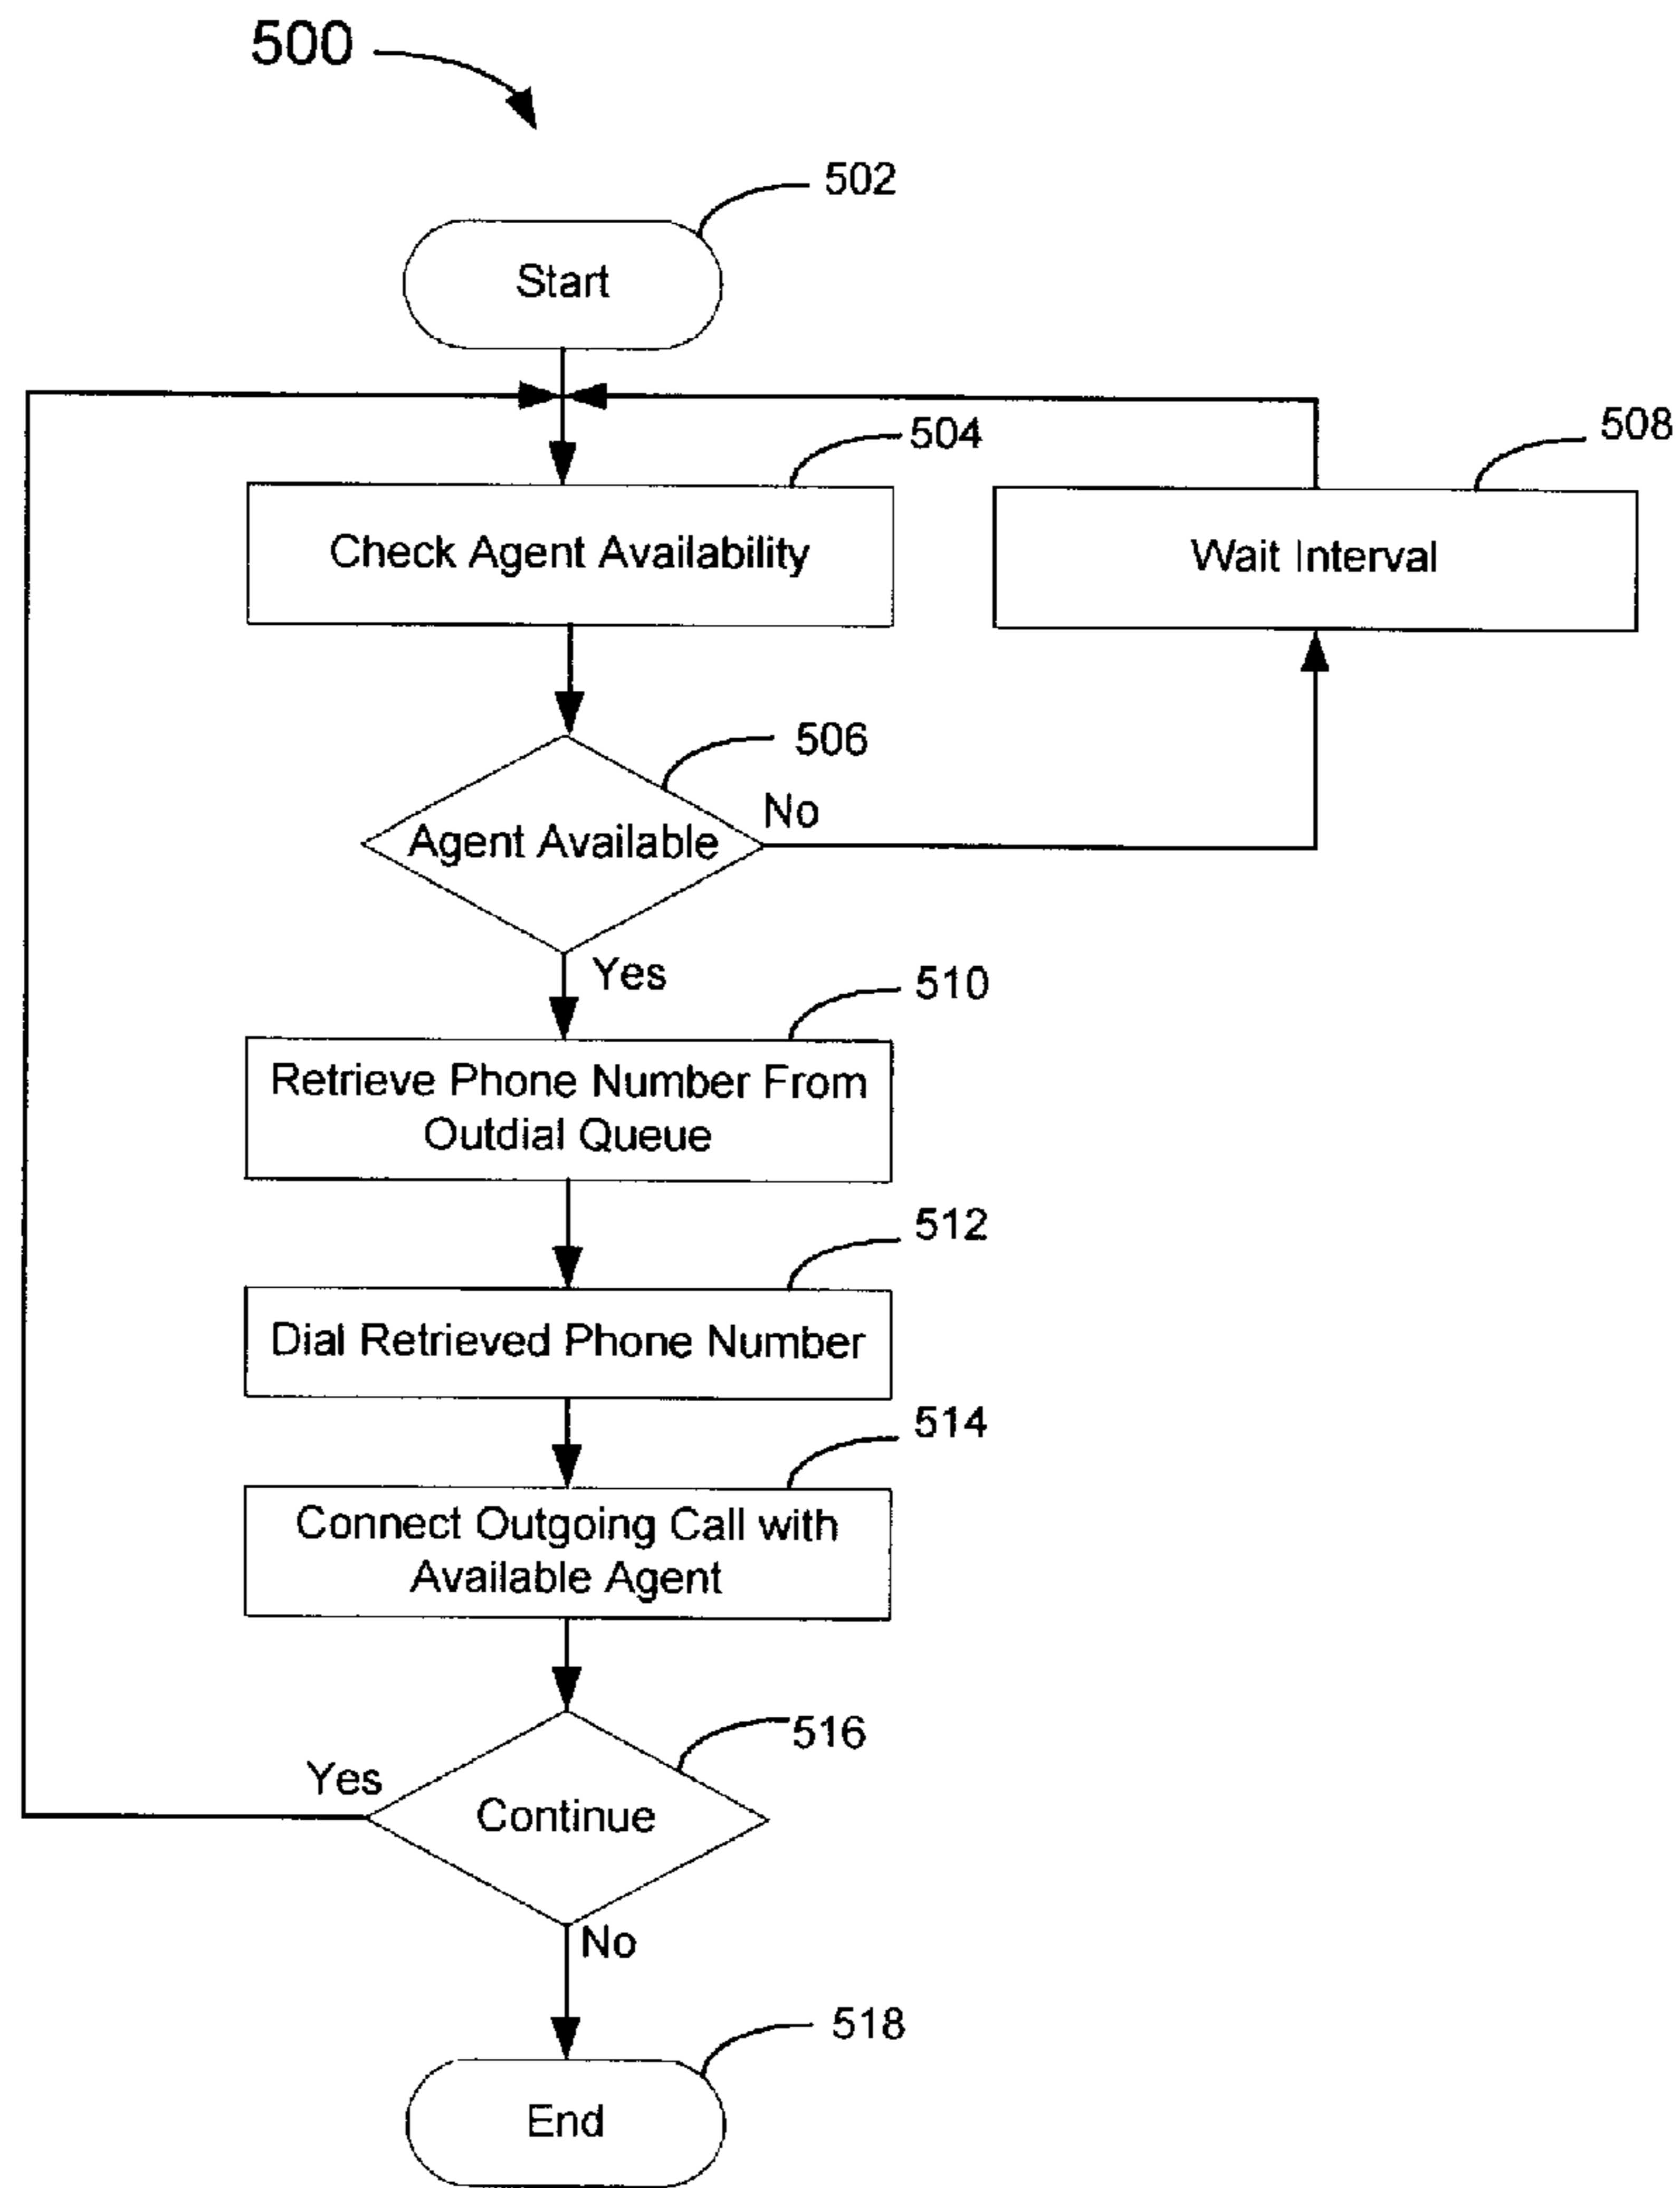 500
502
Start
504
508
Check Agent Availability
Wait Interval
506
No
Agent Available
Yes
510
Retrieve Phone Number From
Outdial Queue
512
Dial Retrieved Phone Number
514
Connect Outgoing Call with
Available Agent
516
Yes
Continue
No
518
End